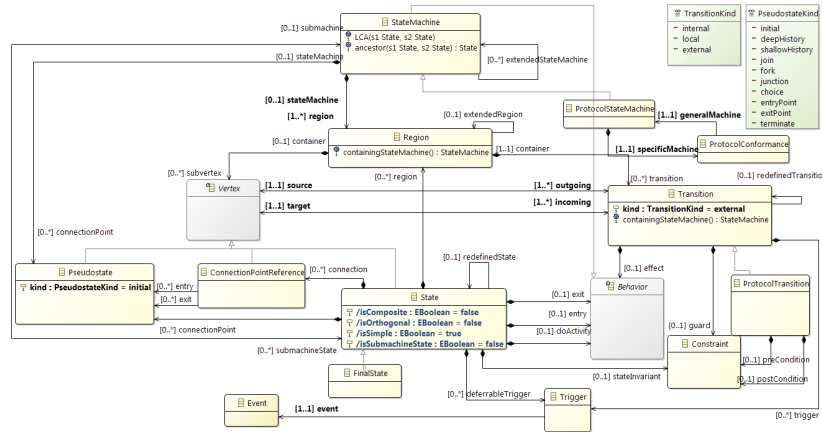 [0..1] submachine
StateMachine
LCA(s1 State, s2 State)
ancestor(s1 State, s2 State) : State
[0..1] stateMachine
[0..*] extendedStateMachine
TransitionKind
internal
local
external
PseudostateKind
initial
deepHistory
shallowHistory
join
fork
junction
choice
entryPoint
exitPoint
terminate
[0..1] stateMachine
[1..*] region
[0..1] extendedRegion
ProtocolStateMachine
[1..1] generalMachine
[0..1] container
Region
containingStateMachine() : StateMachine
[1..1] container
[1..1] specificMachine
ProtocolConformance
[0..*] subvertex
[0..*] region
[0..*] transition
[0..1] redefinedTransitio
Vertex
[1..1] source
[1..*] outgoing
Transition
kind : TransitionKind = external
containingStateMachine() : StateMachine
[1..1] target
[1..*] incoming
[0..*] connectionPoint
[0..1] redefinedState
Pseudostate
kind : PseudostateKind = initial
[0..*] entry
[0..*] exit
ConnectionPointReference
[0..*] connection
[0..1] effect
State
/isComposite : EBoolean = false
/isOrthogonal : EBoolean = false
/isSimple : EBoolean = true
/isSubmachineState : EBoolean = false
[0..1] exit
[0..1] entry
[0..1] doActivity
Behavior
ProtocolTransition
[0..*] connectionPoint
[0..1] guard
[0..*] submachineState
Constraint
[0..1] preCondition
[0..1] postCondition
FinalState
[0..1] stateInvariant
[0..*] deferrableTrigger
Event
[1..1] event
Trigger
[0..*] trigger